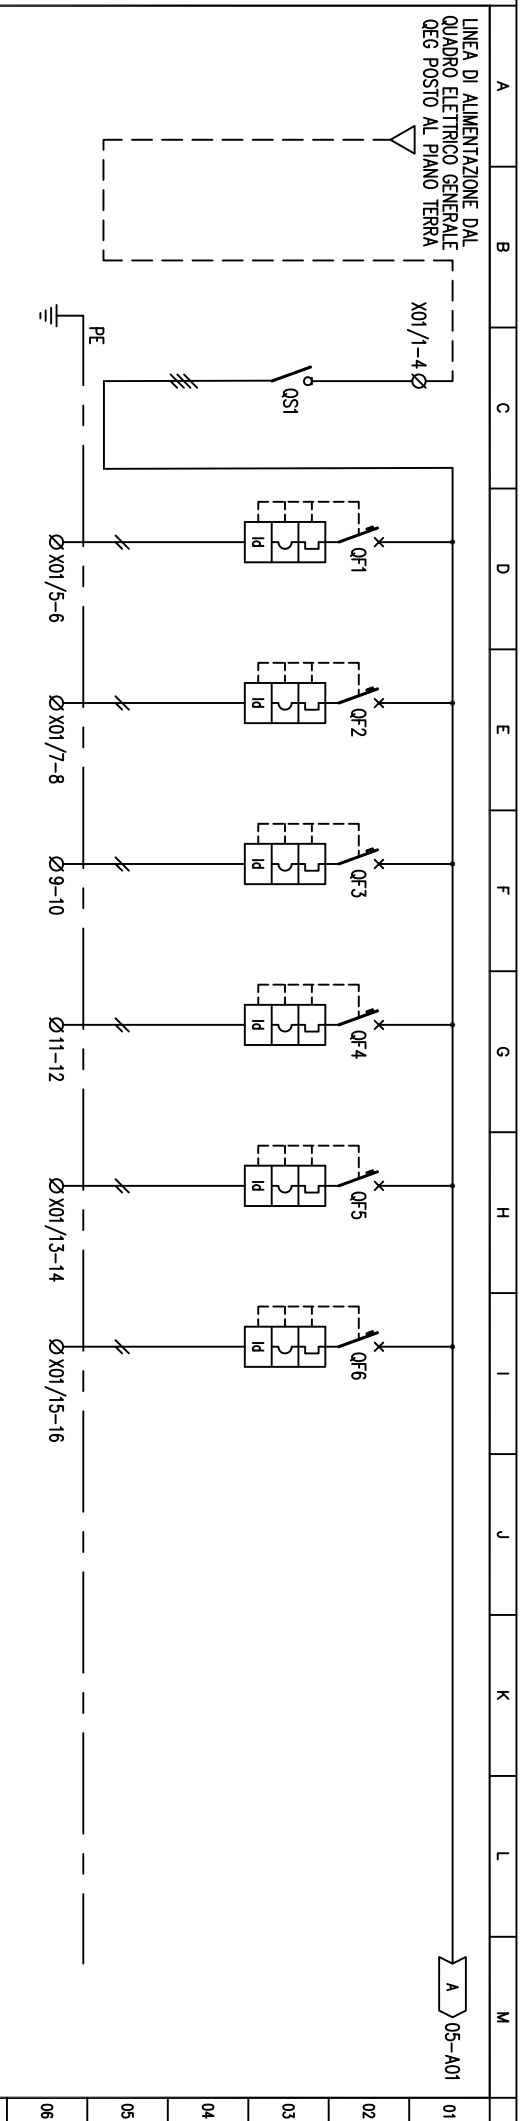 A
B
C
D
E
F
G
H
I
J
K
L
M
LINEA DI ALIMENTAZIONE DAL
QUADRO ELETTRICO GENERALE
QEG POSTO AL PIANO TERRA
01
02
03
04
05
06
X01/1-4
QS1
PE
QF1
QF2
QF3
QF4
QF5
QF6
Id
Id
Id
Id
Id
Id
X01/5-6
X01/7-8
9-10
11-12
X01/13-14
X01/15-16
A
05-A01